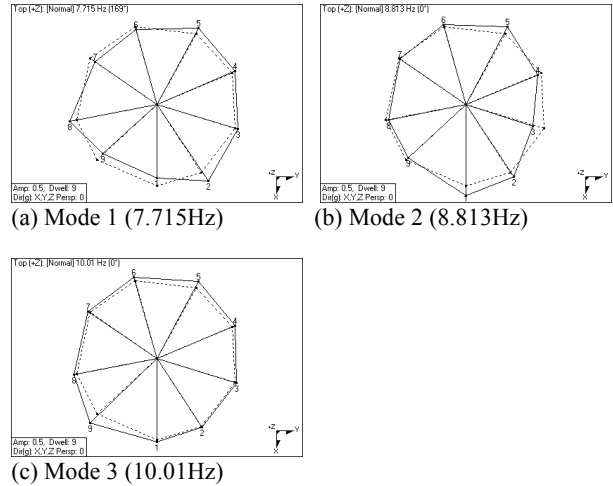 Top (+Z): [Normal] 7.715 Hz (169°)
6
5
7
4
8
3
9
1
2
+Z
Y
X
Amp: 0.5, Dwell: 9
Dir(g): X,Y,Z Persp: 0
(a) Mode 1 (7.715Hz)
Top (+Z): [Normal] 8.813 Hz (0°)
6
5
7
4
8
3
9
2
1
+Z
Y
X
Amp: 0.5, Dwell: 9
Dir(g): X,Y,Z Persp: 0
(b) Mode 2 (8.813Hz)
Top (+Z): [Normal] 10.01 Hz (0°)
6
5
7
4
8
3
9
2
1
+Z
Y
X
Amp: 0.5, Dwell: 9
Dir(g): X,Y,Z Persp: 0
(c) Mode 3 (10.01Hz)